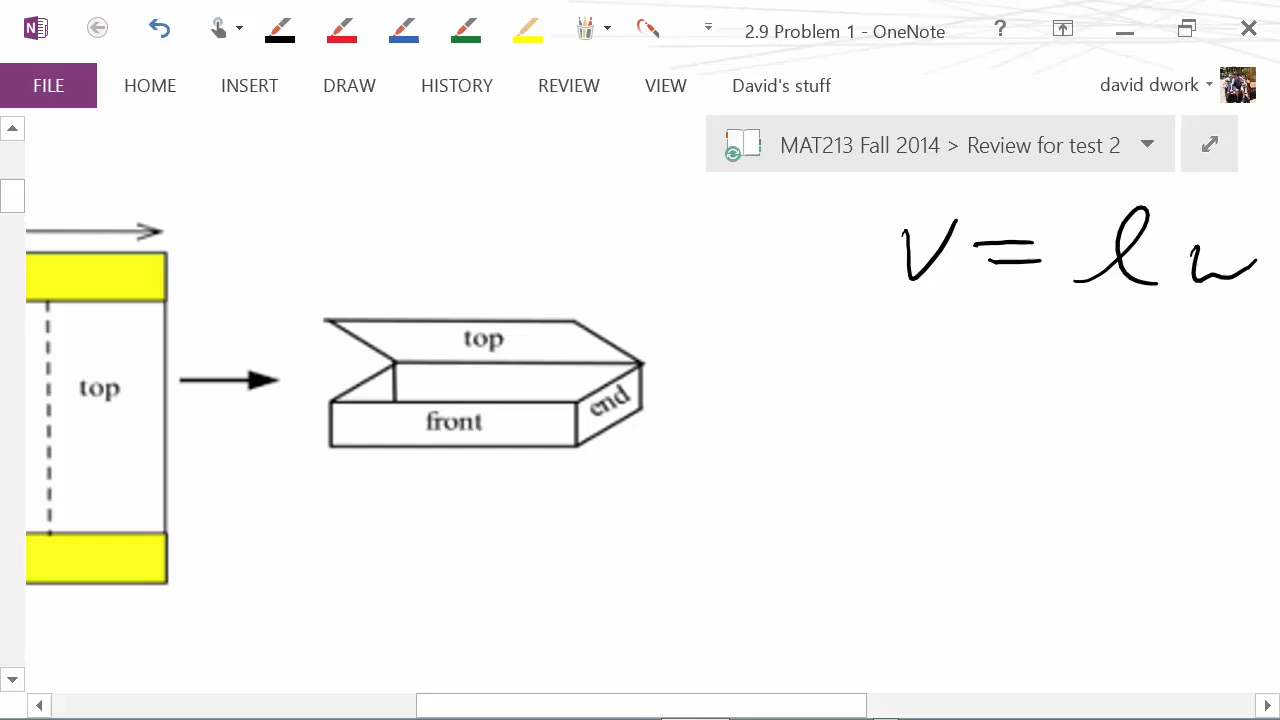 2.9 Problem 1 - OneNote
?
FILE HOME INSERT DRAW HISTORY REVIEW VIEW David's stuff
david dwork
MAT213 Fall 2014 > Review for test 2
V = l w
top
top
front
end